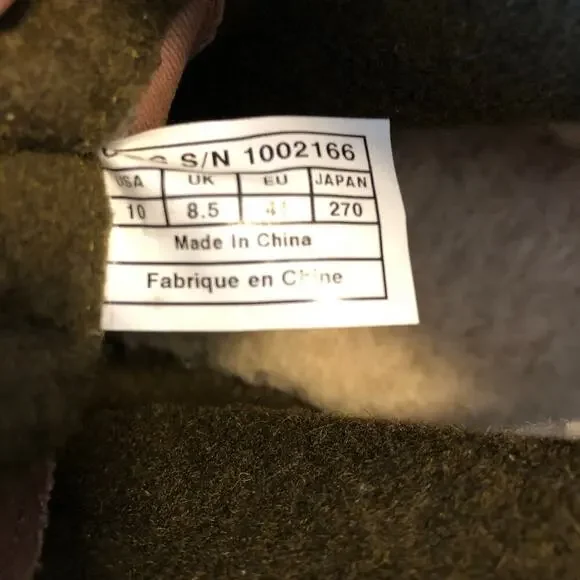 S/N 1002166
USA UK EU JAPAN
10 8.5 270
Made In China
Fabrique en Chine